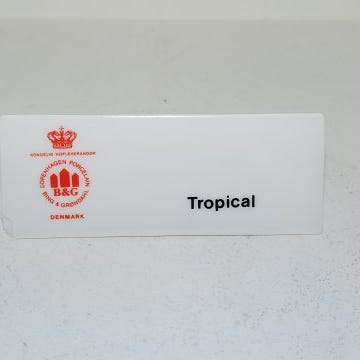 KONGELIG HOFLEVERANDØR
COPENHAGEN PORCELAIN
B&G
BING & GRØNDAHL
DENMARK
Tropical